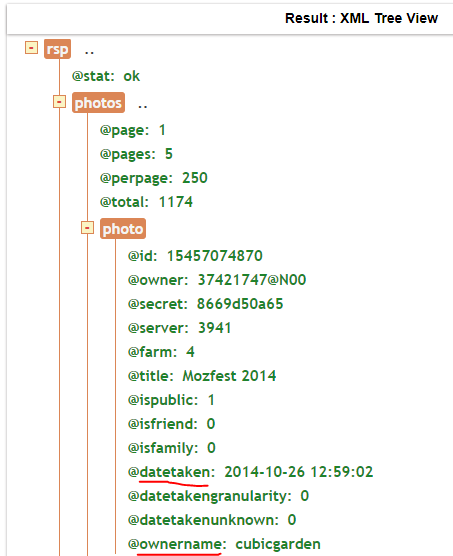 Result : XML Tree View
- rsp ..
@stat: ok
- photos ..
@page: 1
@pages: 5
@perpage: 250
@total: 1174
- photo
@id: 15457074870
@owner: 37421747@N00
@secret: 8669d50a65
@server: 3941
@farm: 4
@title: Mozfest 2014
@ispublic: 1
@isfriend: 0
@isfamily: 0
@datetaken: 2014-10-26 12:59:02
@datetakengranularity: 0
@datetakenunknown: 0
@ownername: cubicgarden